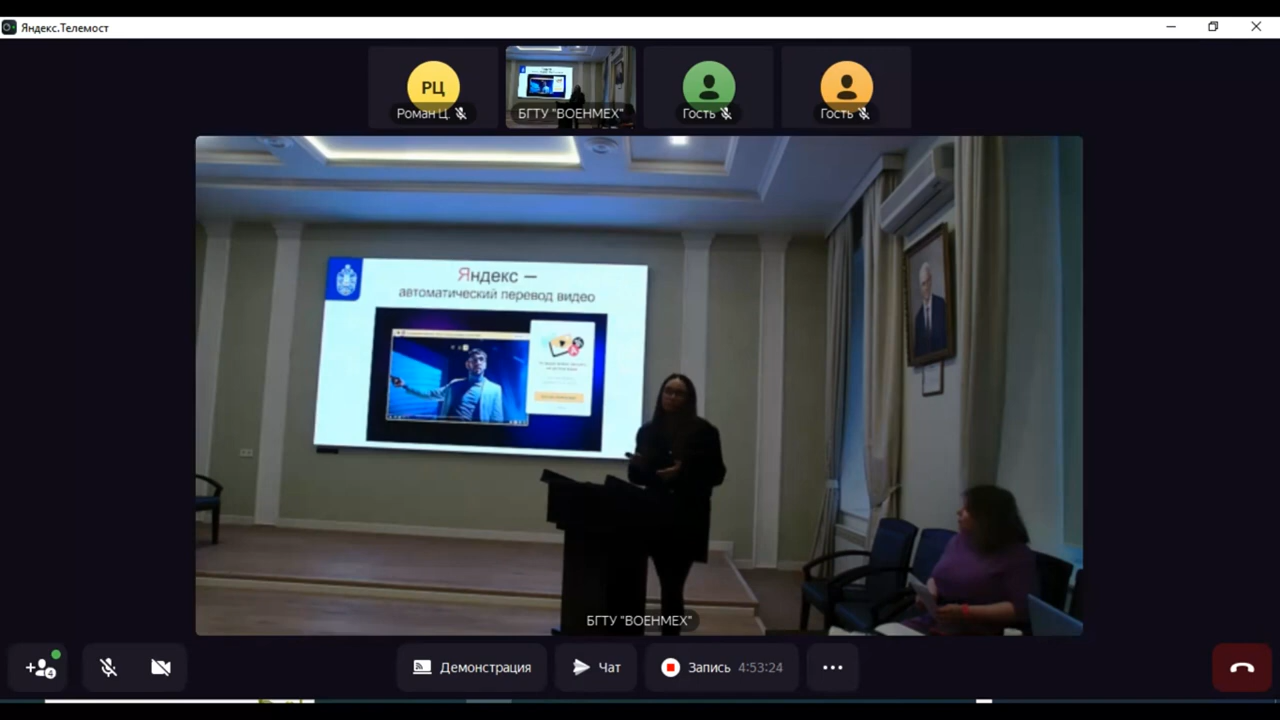 Яндекс.Телемост
РЦ
Роман Ц.
БГТУ "ВОЕНМЕХ"
Гость
Гость
Яндекс —
автоматический перевод видео
БГТУ "ВОЕНМЕХ"
4
Демонстрация
Чат
Запись 4:53:24